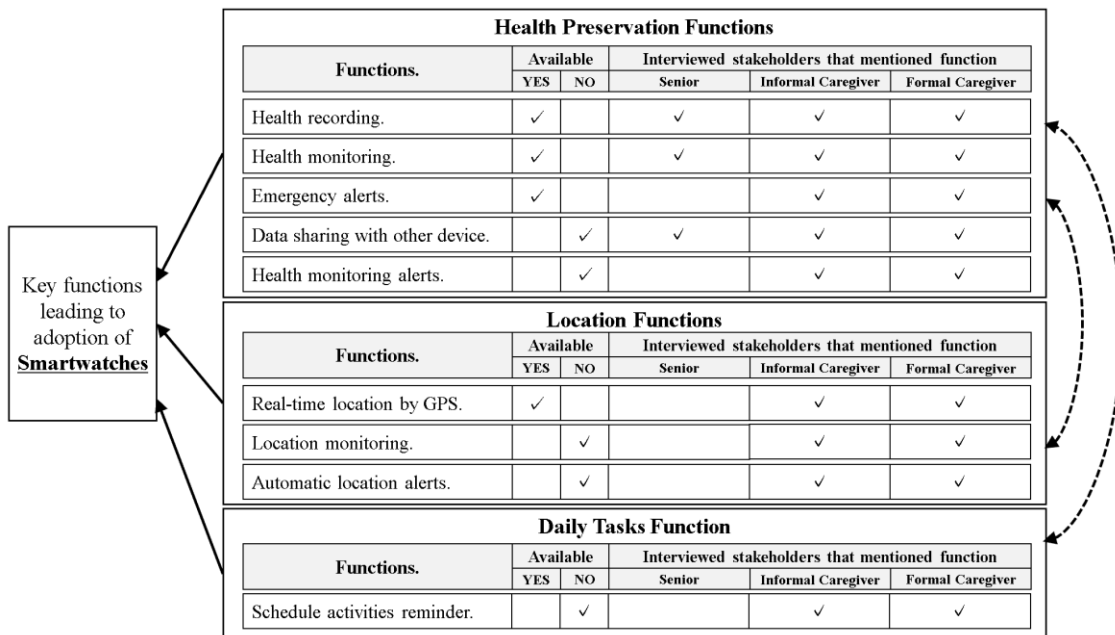 Key functions
leading to
adoption of
Smartwatches
Health Preservation Functions
Functions. Available Interviewed stakeholders that mentioned function
YES NO Senior Informal Caregiver Formal Caregiver
Health recording. ✓ ✓ ✓ ✓
Health monitoring. ✓ ✓ ✓ ✓
Emergency alerts. ✓ ✓ ✓
Data sharing with other device. ✓ ✓ ✓ ✓
Health monitoring alerts. ✓ ✓ ✓
Location Functions
Functions. Available Interviewed stakeholders that mentioned function
YES NO Senior Informal Caregiver Formal Caregiver
Real-time location by GPS. ✓ ✓ ✓
Location monitoring. ✓ ✓ ✓
Automatic location alerts. ✓ ✓ ✓
Daily Tasks Function
Functions. Available Interviewed stakeholders that mentioned function
YES NO Senior Informal Caregiver Formal Caregiver
Schedule activities reminder. ✓ ✓ ✓